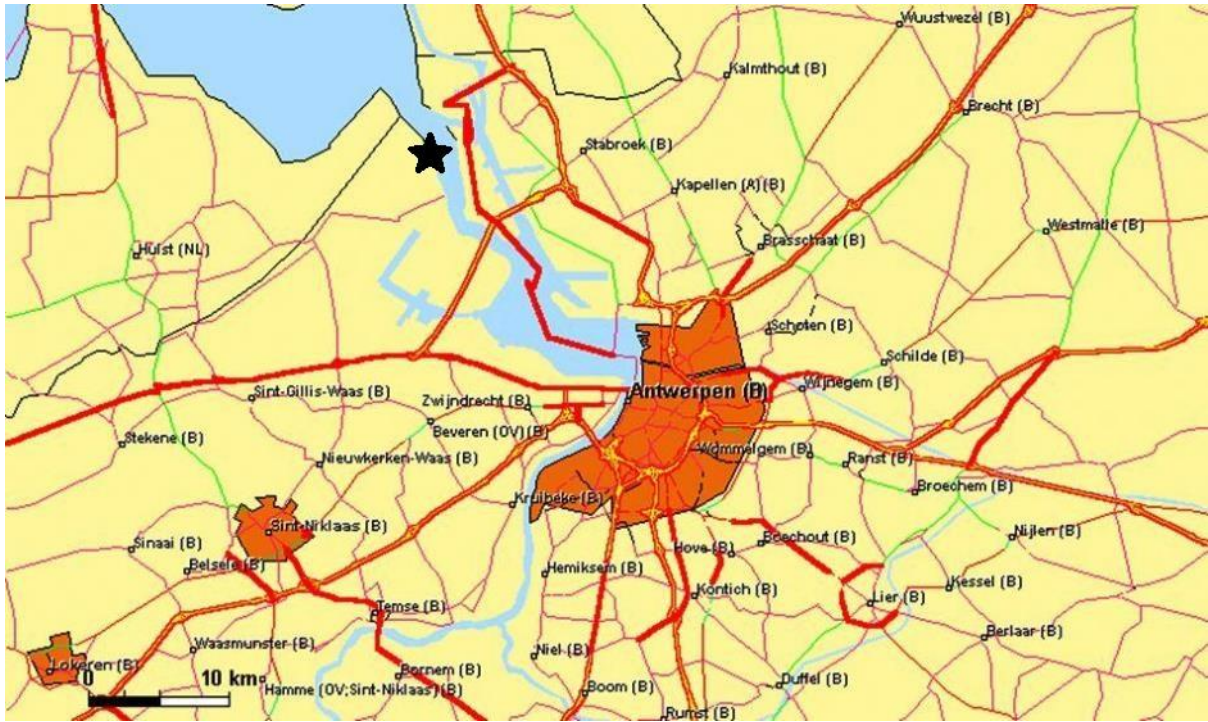 Wuustwezel (B)
Kalmthout (B)
Brecht (B)
Stabroek (B)
Kapellen (A)(B)
Westmalle (B)
Brasschaat (B)
Hulst (NL)
Schoten (B)
Schilde (B)
Antwerpen (B)
Wijnegem (B)
Sint-Gillis-Waas (B)
Zwijndrecht (B)
Beveren (OV)(B)
Stekene (B)
Wommelgem (B)
Nieuwkerken-Waas (B)
Ranst (B)
Broechem (B)
Kruibeke (B)
Sint-Niklaas (B)
Nijlen (B)
Boechout (B)
Sinaai (B)
Hove (B)
Belsele (B)
Hemiksem (B)
Kessel (B)
Kontich (B)
Lier (B)
Temse (B)
Berlaar (B)
Waasmunster (B)
Niel (B)
Lokeren (B)
Bornem (B)
0 10 km
Duffel (B)
Hamme (OV;Sint-Niklaas)(B)
Boom (B)
Rumst (B)